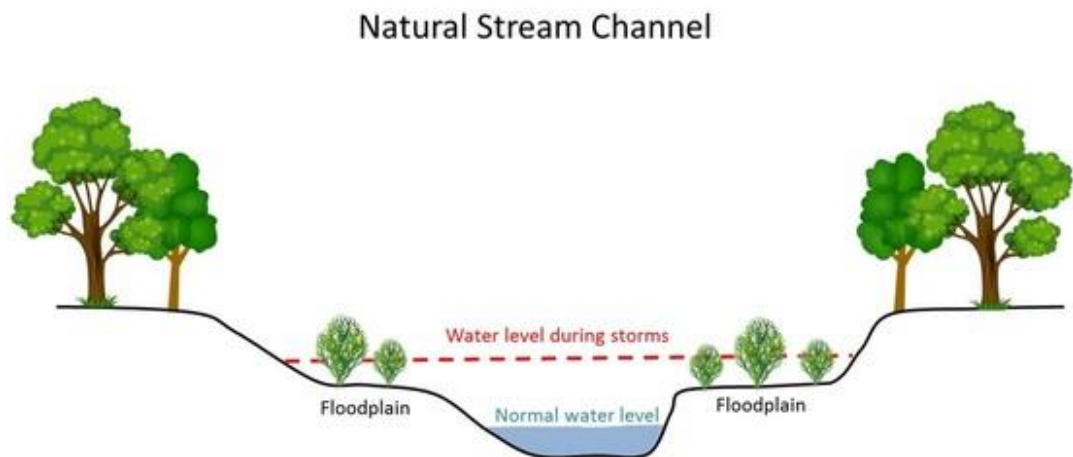 Natural Stream Channel
Water level during storms
Floodplain
Normal water level
Floodplain